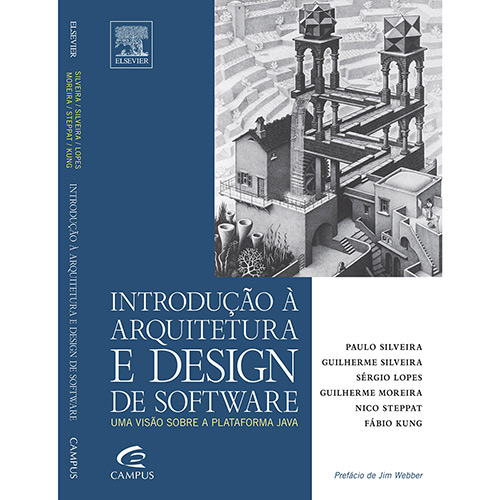 ELSEVIER
SILVEIRA / SILVEIRA / LOPES
MOREIRA / STEPPAT / KUNG
INTRODUÇÃO À
ARQUITETURA E DESIGN DE SOFTWARE
CAMPUS
ELSEVIER
INTRODUÇÃO À
ARQUITETURA
E DESIGN
DE SOFTWARE
UMA VISÃO SOBRE A PLATAFORMA JAVA
CAMPUS
PAULO SILVEIRA
GUILHERME SILVEIRA
SÉRGIO LOPES
GUILHERME MOREIRA
NICO STEPPAT
FÁBIO KUNG
Prefácio de Jim Webber